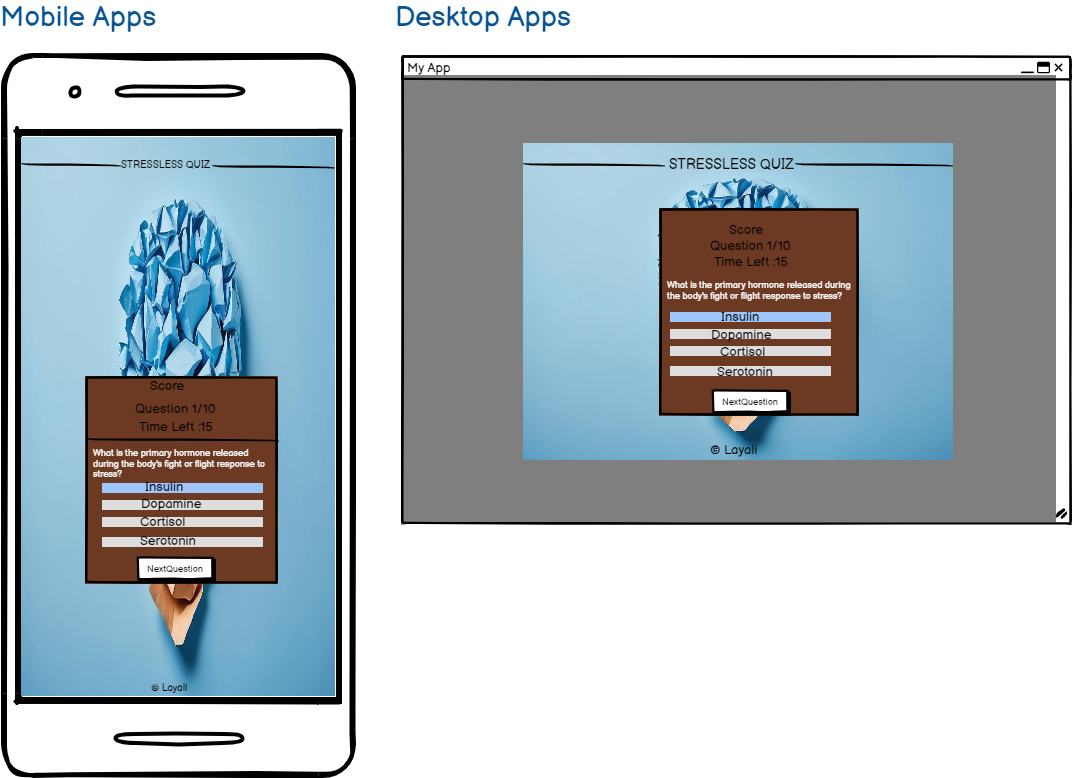 Mobile Apps
STRESSLESS QUIZ
Score
Question 1/10
Time Left :15
What is the primary hormone released
during the body's fight or flight response to
stress?
Insulin
Dopamine
Cortisol
Serotonin
NextQuestion
© Layali
Desktop Apps
My App
STRESSLESS QUIZ
Score
Question 1/10
Time Left :15
What is the primary hormone released during
the body's fight or flight response to stress?
Insulin
Dopamine
Cortisol
Serotonin
NextQuestion
© Layali